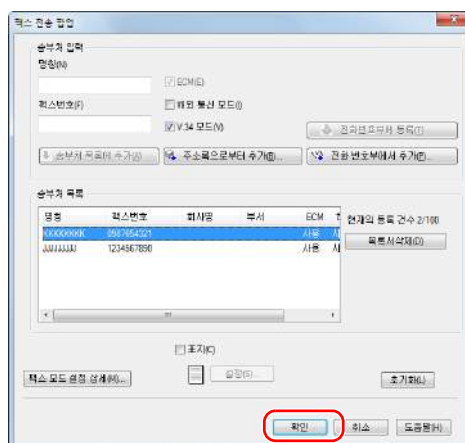 팩스 전송 팝업
송부처 입력
명칭(N)
ECM(E)
팩스번호(F)
해외 통신 모드(I)
V.34 모드(V)
전화번호부에 등록(T)
송부처 목록에 추가(A)
주소록으로부터 추가(B)...
전화 번호부에서 추가(P)...
송부처 목록
명칭 팩스번호 회사명 부서 ECM
현재의 등록 건수 2/100
KKKKKKKK 0987654321 사용
JJJJJJJJJ 1234567890 사용
목록서삭제(D)
표지(C)
팩스 모드 설정 상세(M)...
설정(S)...
초기화(L)
확인 취소 도움말(H)